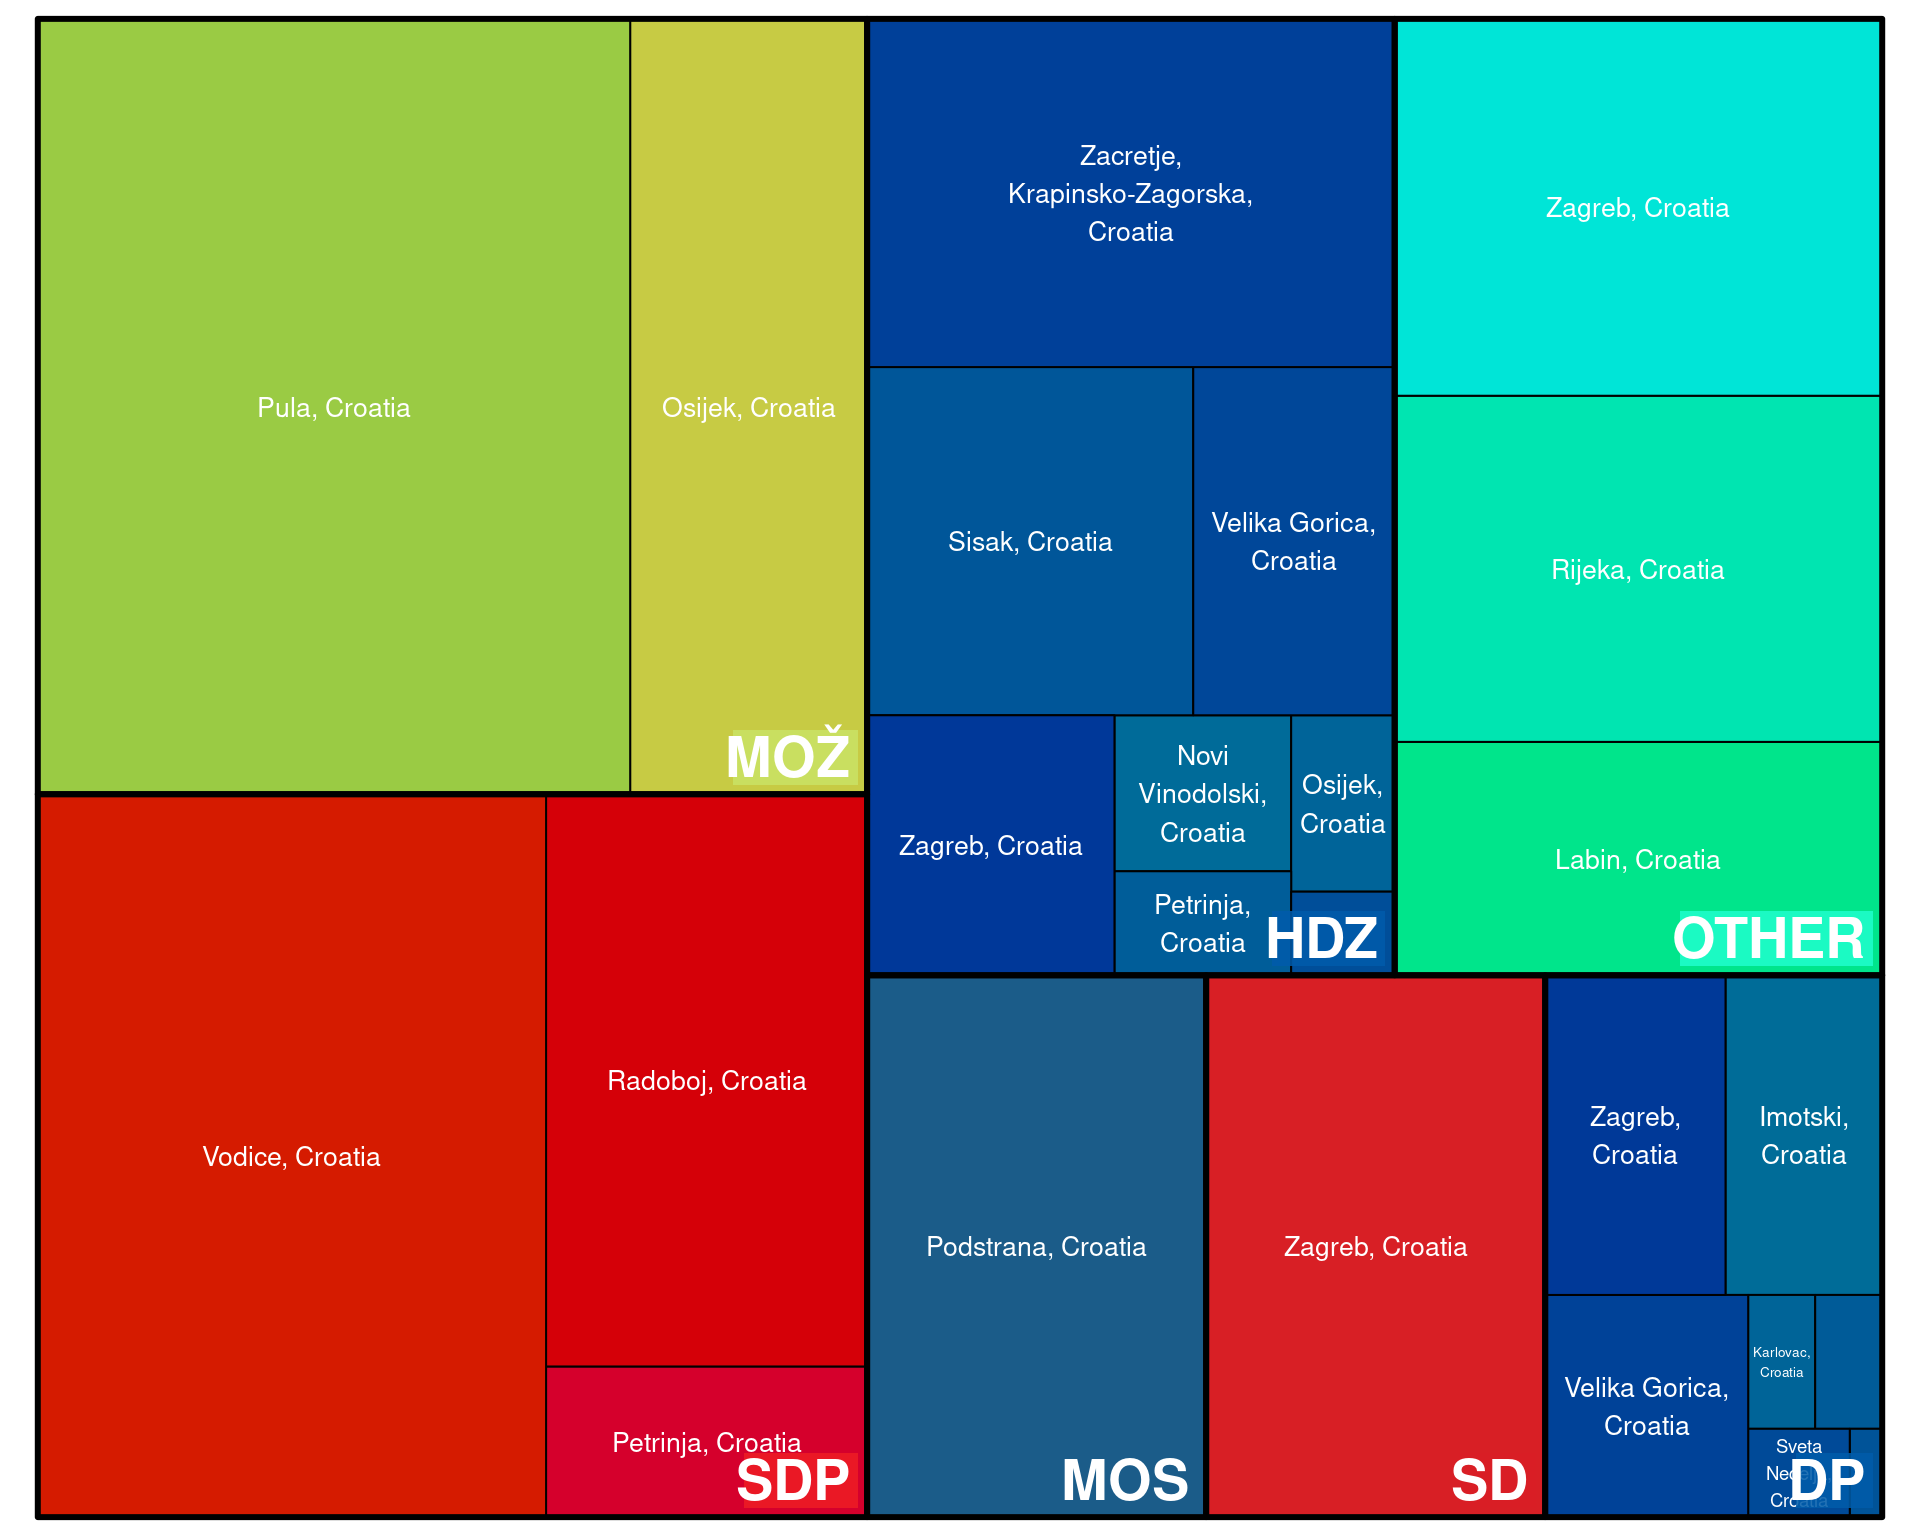 Pula, Croatia
Osijek, Croatia
MOŽ
Vodice, Croatia
Radoboj, Croatia
Petrinja, Croatia
SDP
Zacretje,
Krapinsko-Zagorska,
Croatia
Sisak, Croatia
Velika Gorica,
Croatia
Zagreb, Croatia
Novi
Vinodolski,
Croatia
Osijek,
Croatia
Petrinja,
Croatia
HDZ
Zagreb, Croatia
Rijeka, Croatia
Labin, Croatia
OTHER
Podstrana, Croatia
MOS
Zagreb, Croatia
SD
Zagreb,
Croatia
Imotski,
Croatia
Velika Gorica,
Croatia
Karlovac,
Croatia
Sveta
Croatia
DP